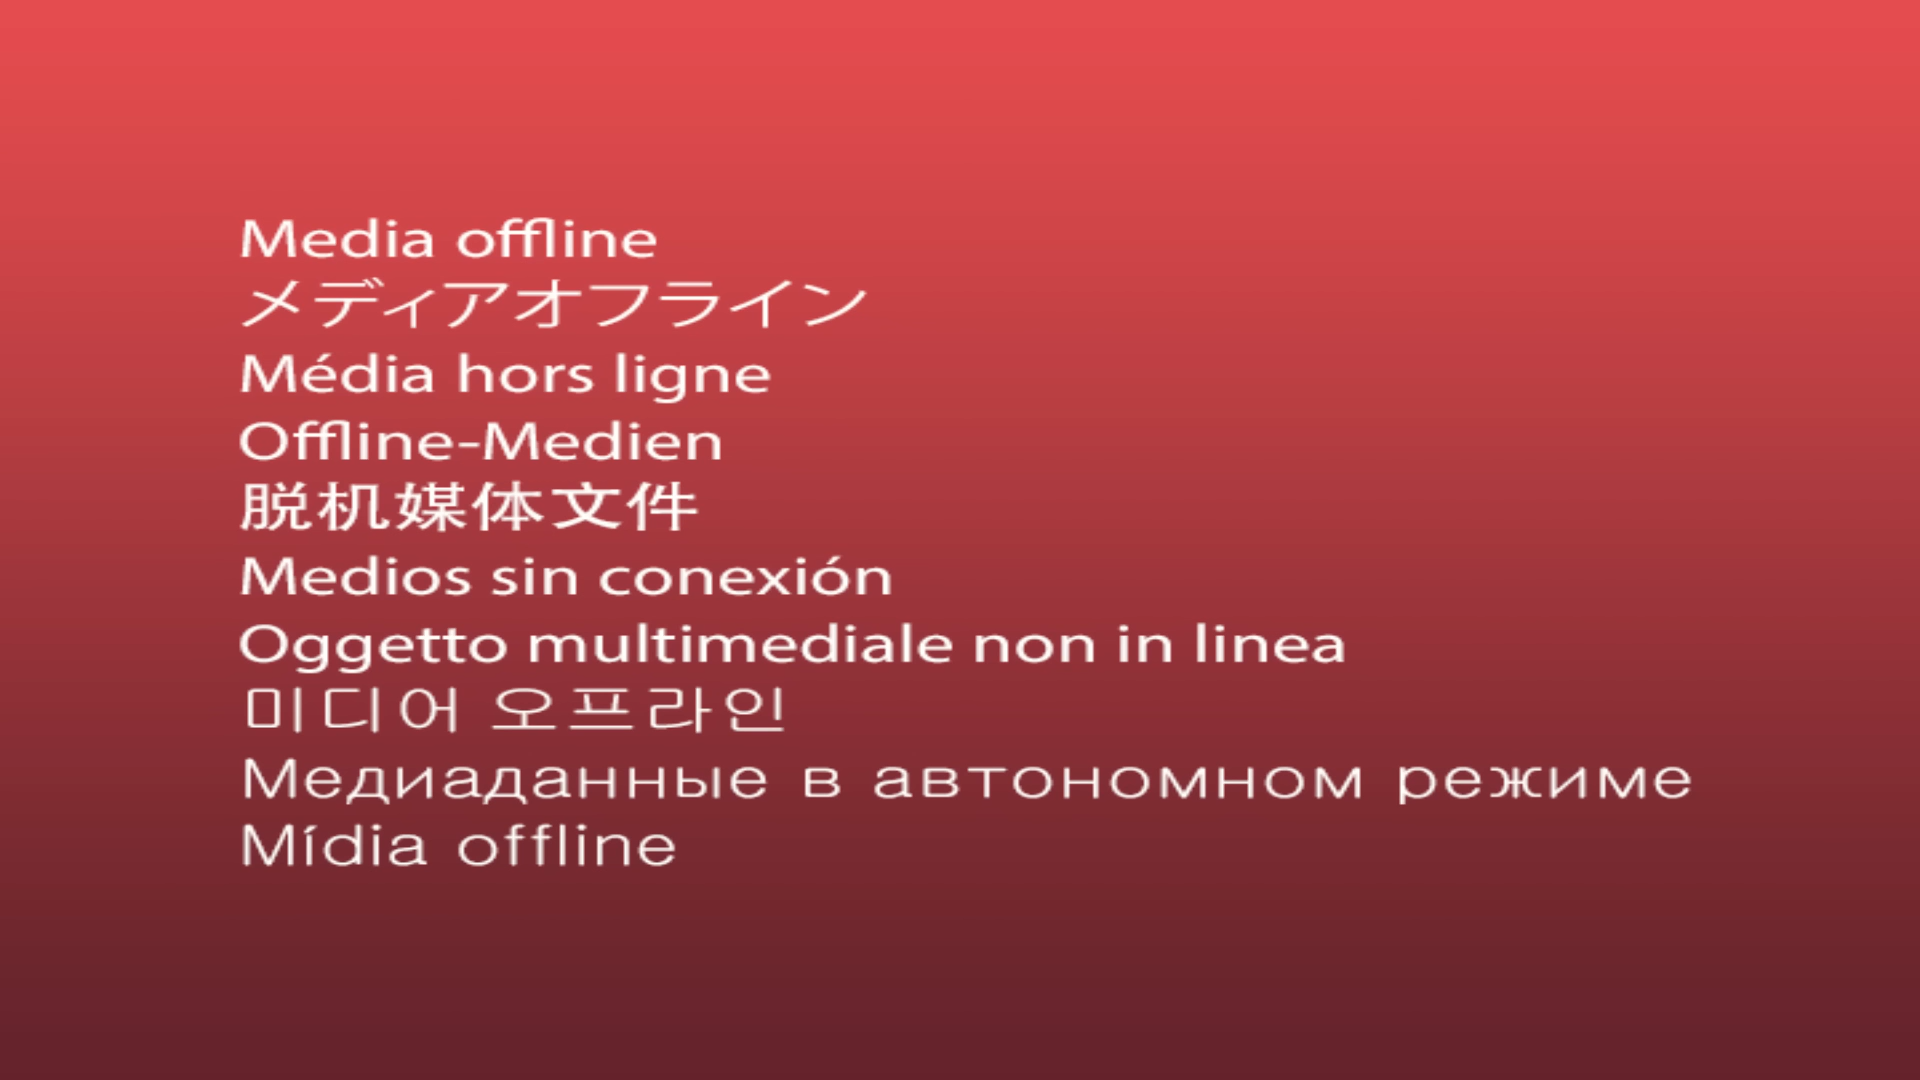 Media offline
メディアオフライン
Média hors ligne
Offline-Medien
脱机媒体文件
Medios sin conexión
Oggetto multimediale non in linea
미디어 오프라인
Медиаданные в автономном режиме
Mídia offline